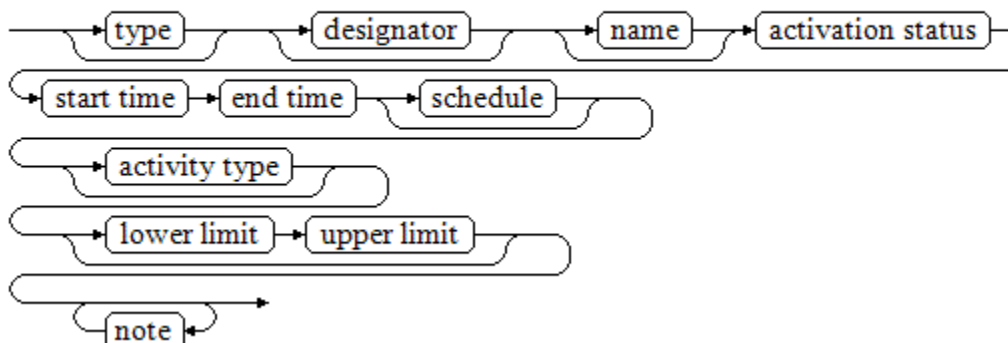 type designator name activation status
start time end time schedule
activity type
lower limit upper limit
note